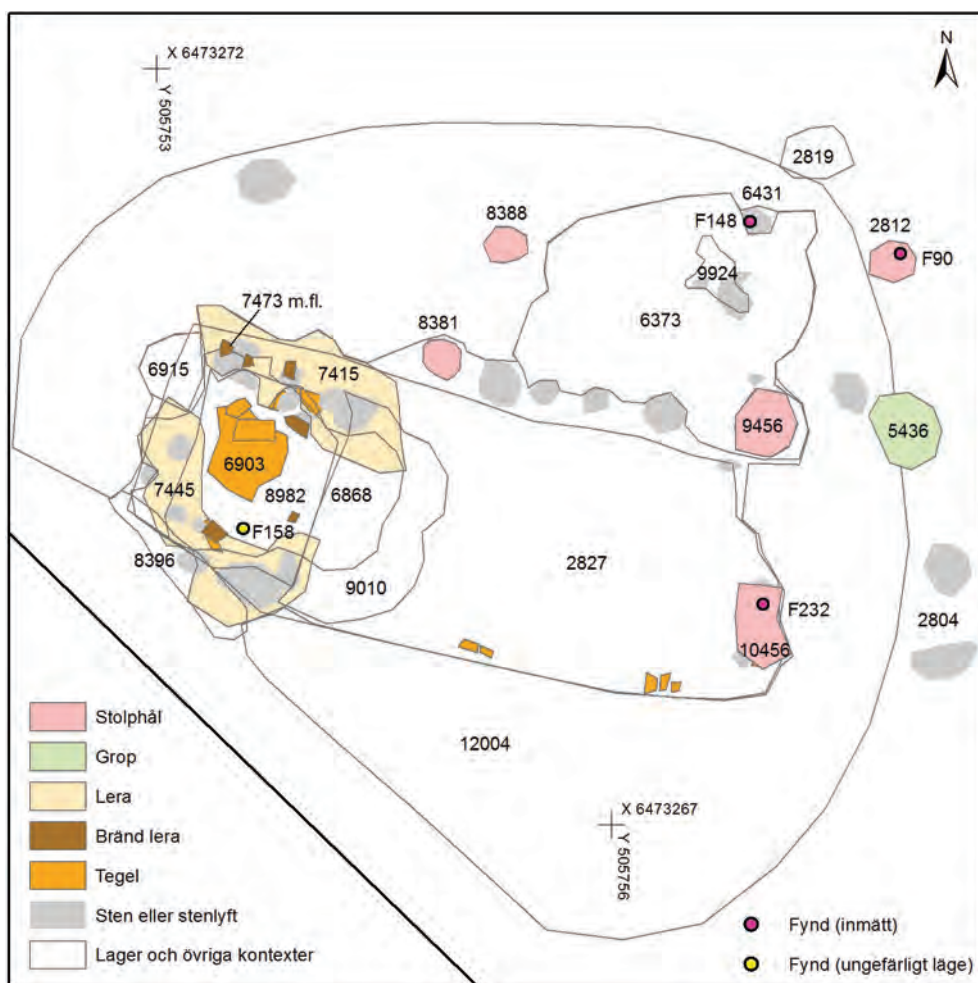 X 6473272
Y 505753
N
2819
6431
F148
8388
2812
F90
9924
7473 m.fl.
6373
8381
6915
7415
9456
5436
6903
7445
8982
6868
F158
8396
9010
2827
F232
2804
10456
12004
X 6473267
Y 505756
Stolphål
Grop
Lera
Bränd lera
Tegel
Sten eller stenlyft
Lager och övriga kontexter
Fynd (inmätt)
Fynd (ungefärligt läge)